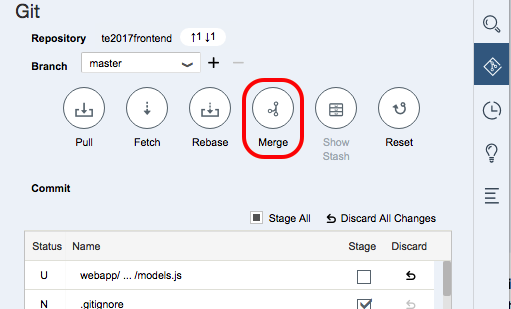 Git
Repository te2017frontend ↑1 ↓1
Branch master + −
Pull Fetch Rebase Merge Show Stash Reset
Commit
Stage All Discard All Changes
Status Name Stage Discard
U webapp/ ... /models.js
N .gitignore